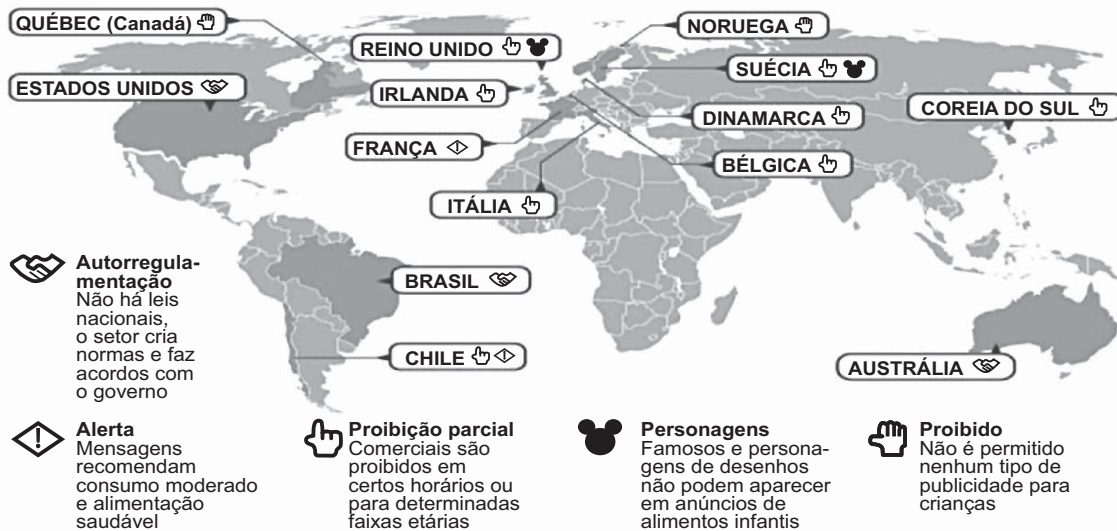 QUÉBEC (Canadá)
NORUEGA
REINO UNIDO
SUÉCIA
ESTADOS UNIDOS
IRLANDA
DINAMARCA
COREIA DO SUL
FRANÇA
BÉLGICA
ITÁLIA
BRASIL
CHILE
AUSTRÁLIA
Autorregula-
mentação
Não há leis
nacionais,
o setor cria
normas e faz
acordos com
o governo
Alerta
Mensagens
recomendam
consumo moderado
e alimentação
saudável
Proibição parcial
Comerciais são
proibidos em
certos horários ou
para determinadas
faixas etárias
Personagens
Famosos e persona-
gens de desenhos
não podem aparecer
em anúncios de
alimentos infantis
Proibido
Não é permitido
nenhum tipo de
publicidade para
crianças